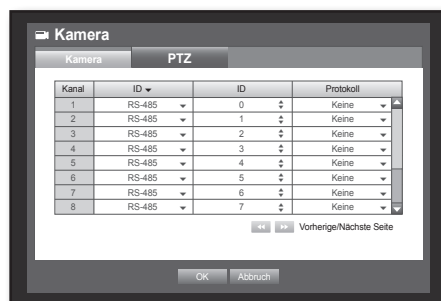 Kamera
Kamera PTZ
Kanal ID ID Protokoll
1 RS-485 0 Keine
2 RS-485 1 Keine
3 RS-485 2 Keine
4 RS-485 3 Keine
5 RS-485 4 Keine
6 RS-485 5 Keine
7 RS-485 6 Keine
8 RS-485 7 Keine
Vorherige/Nächste Seite
OK Abbruch